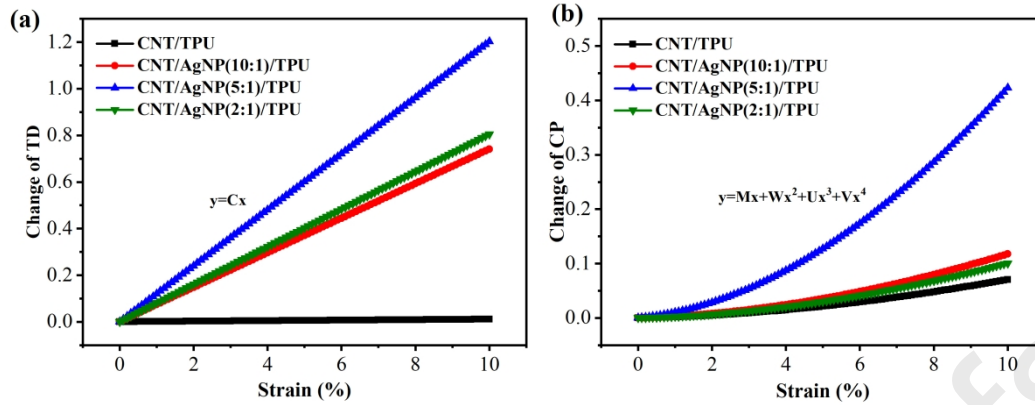 (a)
CNT/TPU
CNT/AgNP(10:1)/TPU
CNT/AgNP(5:1)/TPU
CNT/AgNP(2:1)/TPU
y=Cx
Change of TD
1.2
1.0
0.8
0.6
0.4
0.2
0.0
0 2 4 6 8 10
Strain (%)
(b)
CNT/TPU
CNT/AgNP(10:1)/TPU
CNT/AgNP(5:1)/TPU
CNT/AgNP(2:1)/TPU
y=Mx+Wx²+Ux³+Vx⁴
Change of CP
0.5
0.4
0.3
0.2
0.1
0.0
0 2 4 6 8 10
Strain (%)